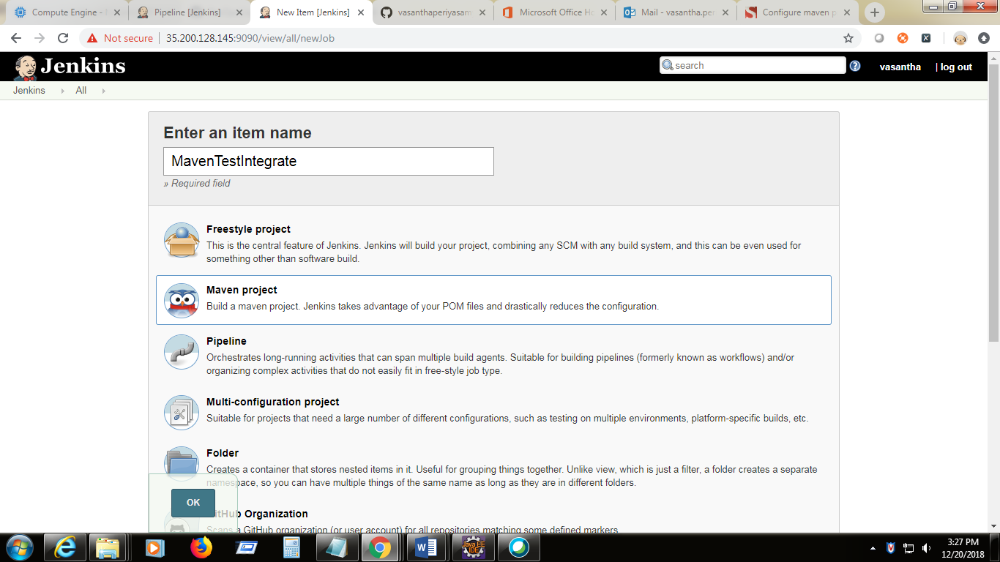 Compute Engine -
Pipeline [Jenkins]
New Item [Jenkins]
vasanthaperiyasam
Microsoft Office Ho
Mail - vasantha.per
Configure maven p
Not secure
35.200.128.145:9090/view/all/newJob
Jenkins
search
vasantha
| log out
Jenkins
All
Enter an item name
MavenTestIntegrate
» Required field
Freestyle project
This is the central feature of Jenkins. Jenkins will build your project, combining any SCM with any build system, and this can be even used for
something other than software build.
Maven project
Build a maven project. Jenkins takes advantage of your POM files and drastically reduces the configuration.
Pipeline
Orchestrates long-running activities that can span multiple build agents. Suitable for building pipelines (formerly known as workflows) and/or
organizing complex activities that do not easily fit in free-style job type.
Multi-configuration project
Suitable for projects that need a large number of different configurations, such as testing on multiple environments, platform-specific builds, etc.
Folder
Creates a container that stores nested items in it. Useful for grouping things together. Unlike view, which is just a filter, a folder creates a separate
namespace, so you can have multiple things of the same name as long as they are in different folders.
OK
GitHub Organization
Scans a GitHub organization (or user account) for all repositories matching some defined markers
Java EE
IDE
3:27 PM
12/20/2018